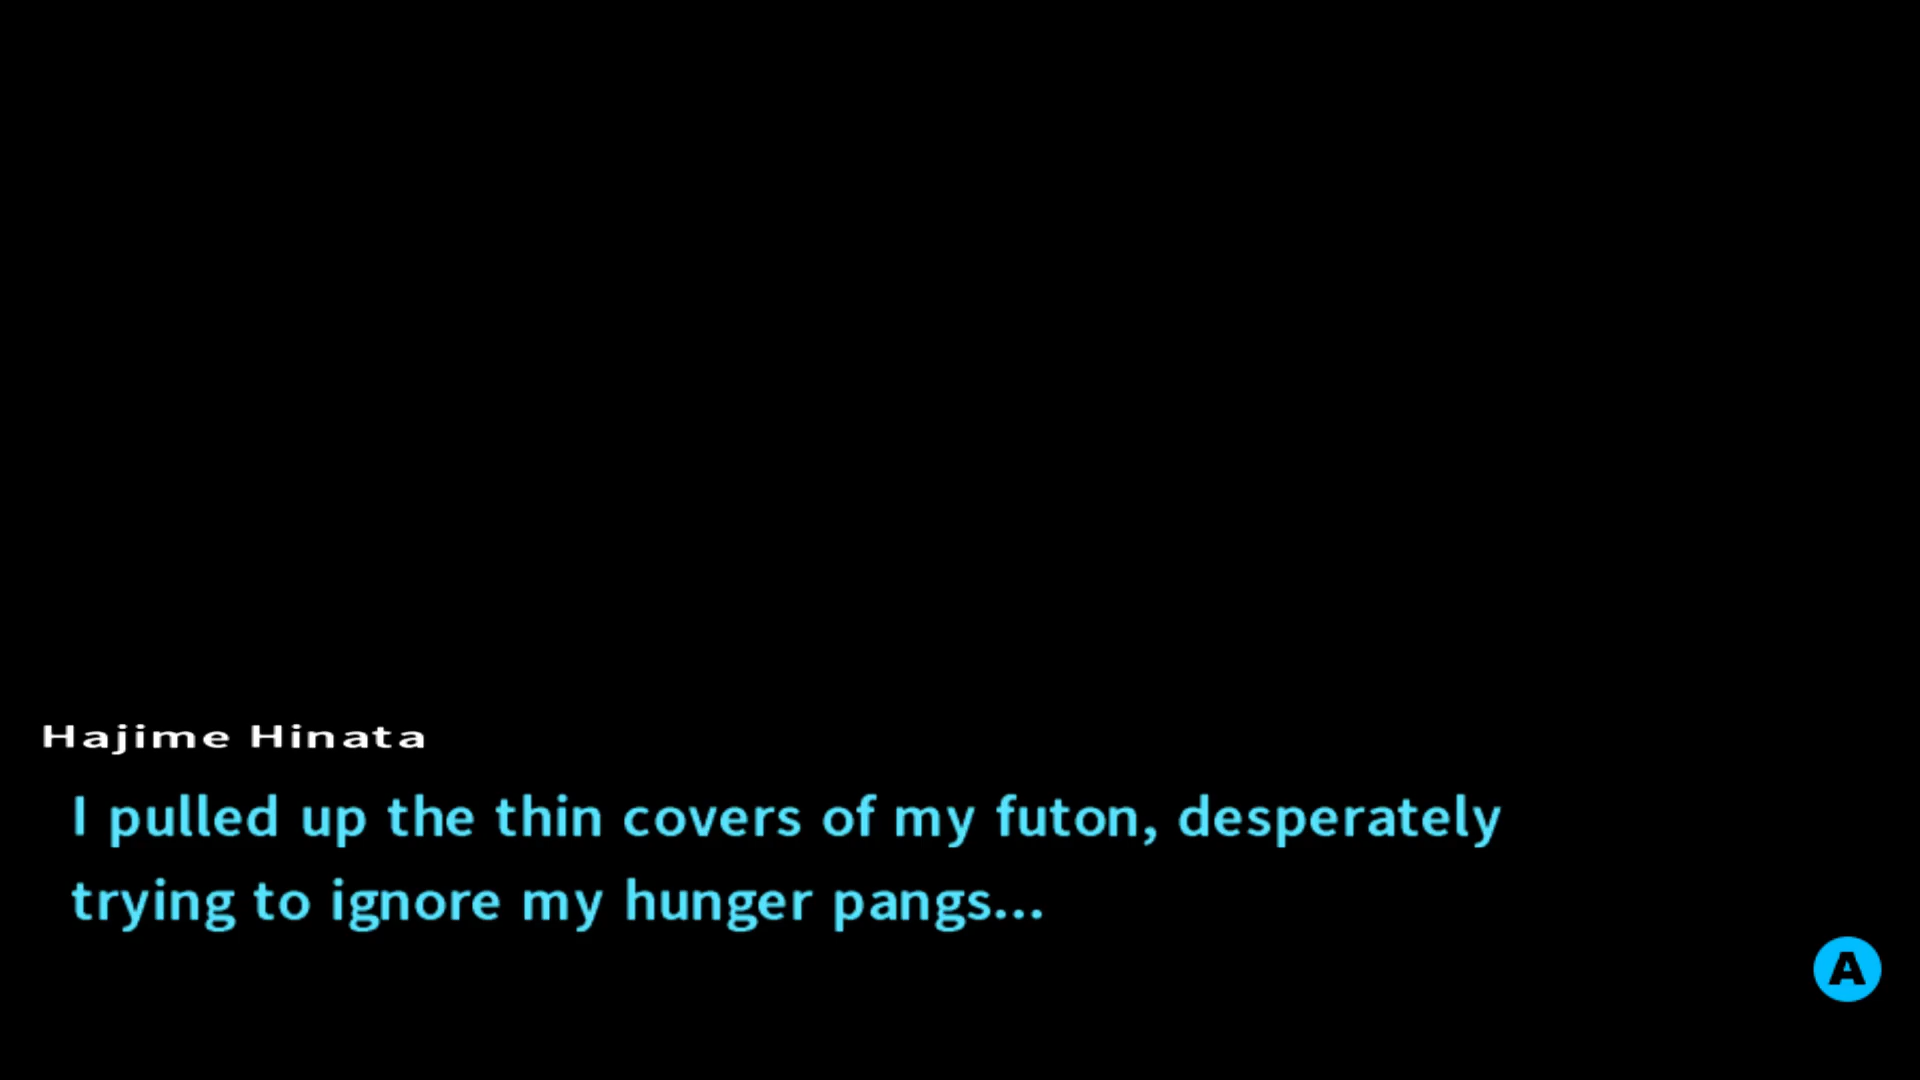 Hajime Hinata
I pulled up the thin covers of my futon, desperately
trying to ignore my hunger pangs...
A